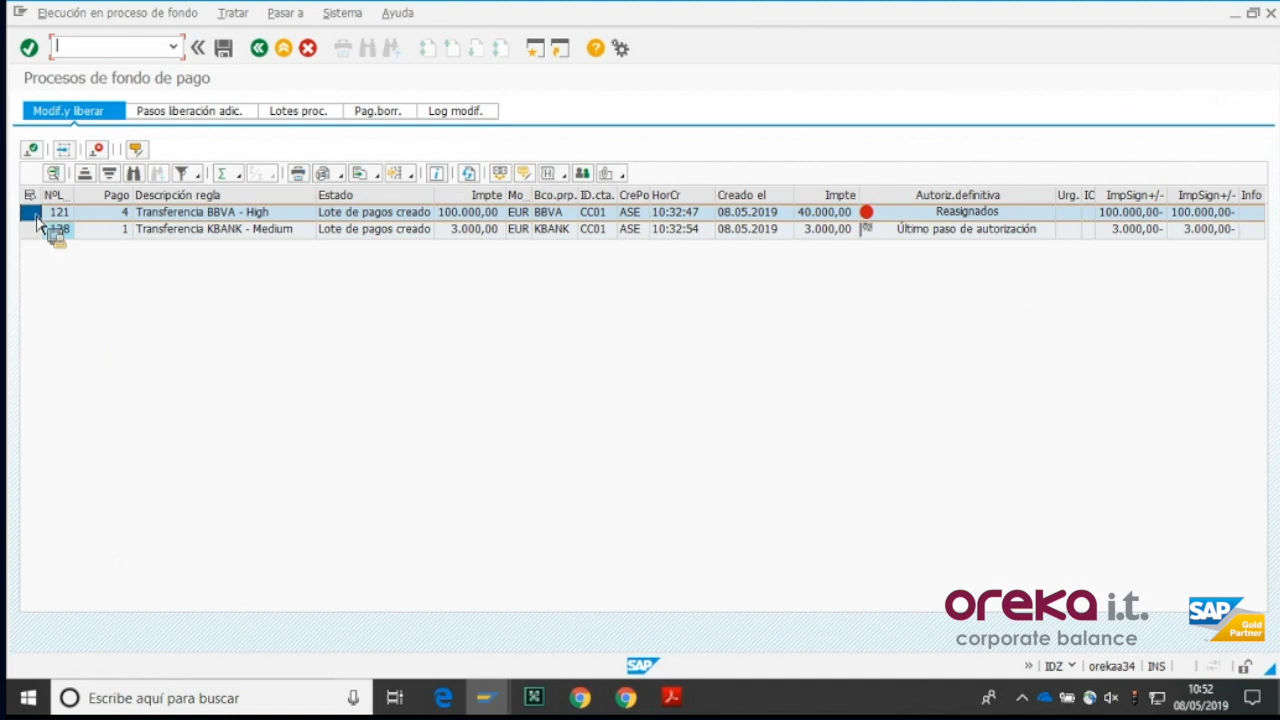 Ejecución en proceso de fondo Tratar Pasar a Sistema Ayuda
Procesos de fondo de pago
Modif.y liberar Pasos liberación adic. Lotes proc. Pag.borr. Log modif.
NºL... Pago Descripción regla Estado Impte Mo... Bco.prp. ID.cta. CrePo HorCr Creado el Impte Autoriz.definitiva Urg. IC ImpSign+/- ImpSign+/- Info
121 4 Transferencia BBVA - High Lote de pagos creado 100.000,00 EUR BBVA CC01 ASE 10:32:47 08.05.2019 40.000,00 Reasignados 100.000,00- 100.000,00-
138 1 Transferencia KBANK - Medium Lote de pagos creado 3.000,00 EUR KBANK CC01 ASE 10:32:54 08.05.2019 3.000,00 Último paso de autorización 3.000,00- 3.000,00-
oreka i.t.
corporate balance
SAP
Gold
Partner
SAP
» IDZ orekaa34 INS
Escribe aquí para buscar
10:52
08/05/2019